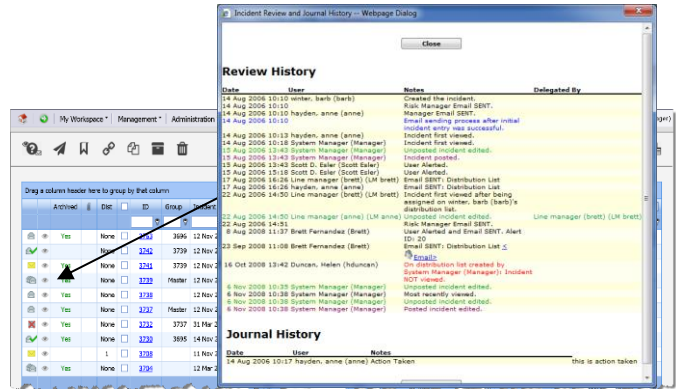 Incident Review and Journal History -- Webpage Dialog
Close
Review History
Date User Notes Delegated By
14 Aug 2006 10:10 winter, barb (barb) Created the incident.
14 Aug 2006 10:10 Risk Manager Email SENT.
14 Aug 2006 10:10 hayden, anne (anne) Manager Email SENT.
14 Aug 2006 10:10 Email sending process after initial
incident entry was successful.
14 Aug 2006 10:13 hayden, anne (anne) Incident first viewed.
14 Aug 2006 10:18 System Manager (Manager) Incident first viewed.
15 Aug 2006 13:43 System Manager (Manager) Unposted incident edited.
15 Aug 2006 13:43 System Manager (Manager) Incident posted.
15 Aug 2006 13:43 Scott D. Esler (Scott Esler) User Alerted.
15 Aug 2006 15:18 Scott D. Esler (Scott Esler) User Alerted.
17 Aug 2006 16:26 Line manager (brett) (LM brett) Email SENT: Distribution List
17 Aug 2006 16:26 hayden, anne (anne) Email SENT: Distribution List
22 Aug 2006 14:50 Line manager (brett) (LM brett) Incident first viewed after being
assigned on winter, barb (barb)'s
distribution list.
22 Aug 2006 14:50 Line manager (anne) (LM anne) Unposted incident edited. Line manager (brett) (LM brett)
22 Aug 2006 14:51 Risk Manager Email SENT.
8 Aug 2008 11:37 Brett Fernandez (Brett) User Alerted and Email SENT. Alert
ID: 20
23 Sep 2008 11:08 Brett Fernandez (Brett) Email SENT: Distribution List <
Email>
16 Oct 2008 13:42 Duncan, Helen (hduncan) On distribution list created by
System Manager (Manager): Incident
NOT viewed.
6 Nov 2008 10:35 System Manager (Manager) Unposted incident edited.
6 Nov 2008 10:38 System Manager (Manager) Most recently viewed.
6 Nov 2008 10:38 System Manager (Manager) Unposted incident edited.
6 Nov 2008 10:38 System Manager (Manager) Posted incident edited.
Journal History
Date User Notes
14 Aug 2006 10:17 hayden, anne (anne) Action Taken this is action taken
My Workspace Management Administration
Drag a column header here to group by that column
Archived Dist ID Group Incident
Yes None 3763 3696 12 Nov 2
Yes None 3742 3739 12 Nov 2
Yes None 3741 3739 12 Nov 2
Yes None 3739 Master 12 Nov 2
Yes None 3738 12 Nov 2
Yes None 3737 Master 12 Nov 2
Yes None 3732 3737 31 Mar 2
Yes None 3730 3695 14 Nov 2
1 3708 11 Nov 2
Yes None 3704 12 Mar 2